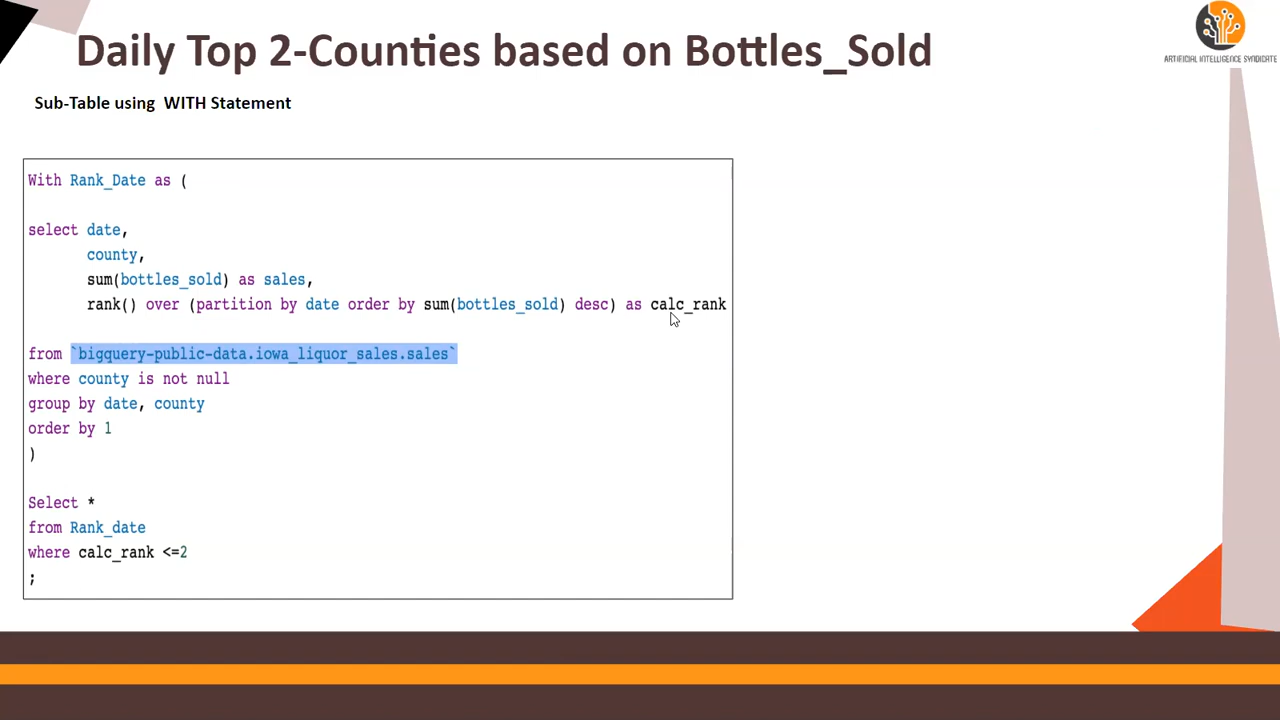 Daily Top 2-Counties based on Bottles_Sold
ARTIFICIAL INTELLIGENCE SYNDICATE
Sub-Table using WITH Statement
With Rank_Date as (
select date,
county,
sum(bottles_sold) as sales,
rank() over (partition by date order by sum(bottles_sold) desc) as calc_rank
from `bigquery-public-data.iowa_liquor_sales.sales`
where county is not null
group by date, county
order by 1
)
Select *
from Rank_date
where calc_rank <=2
;